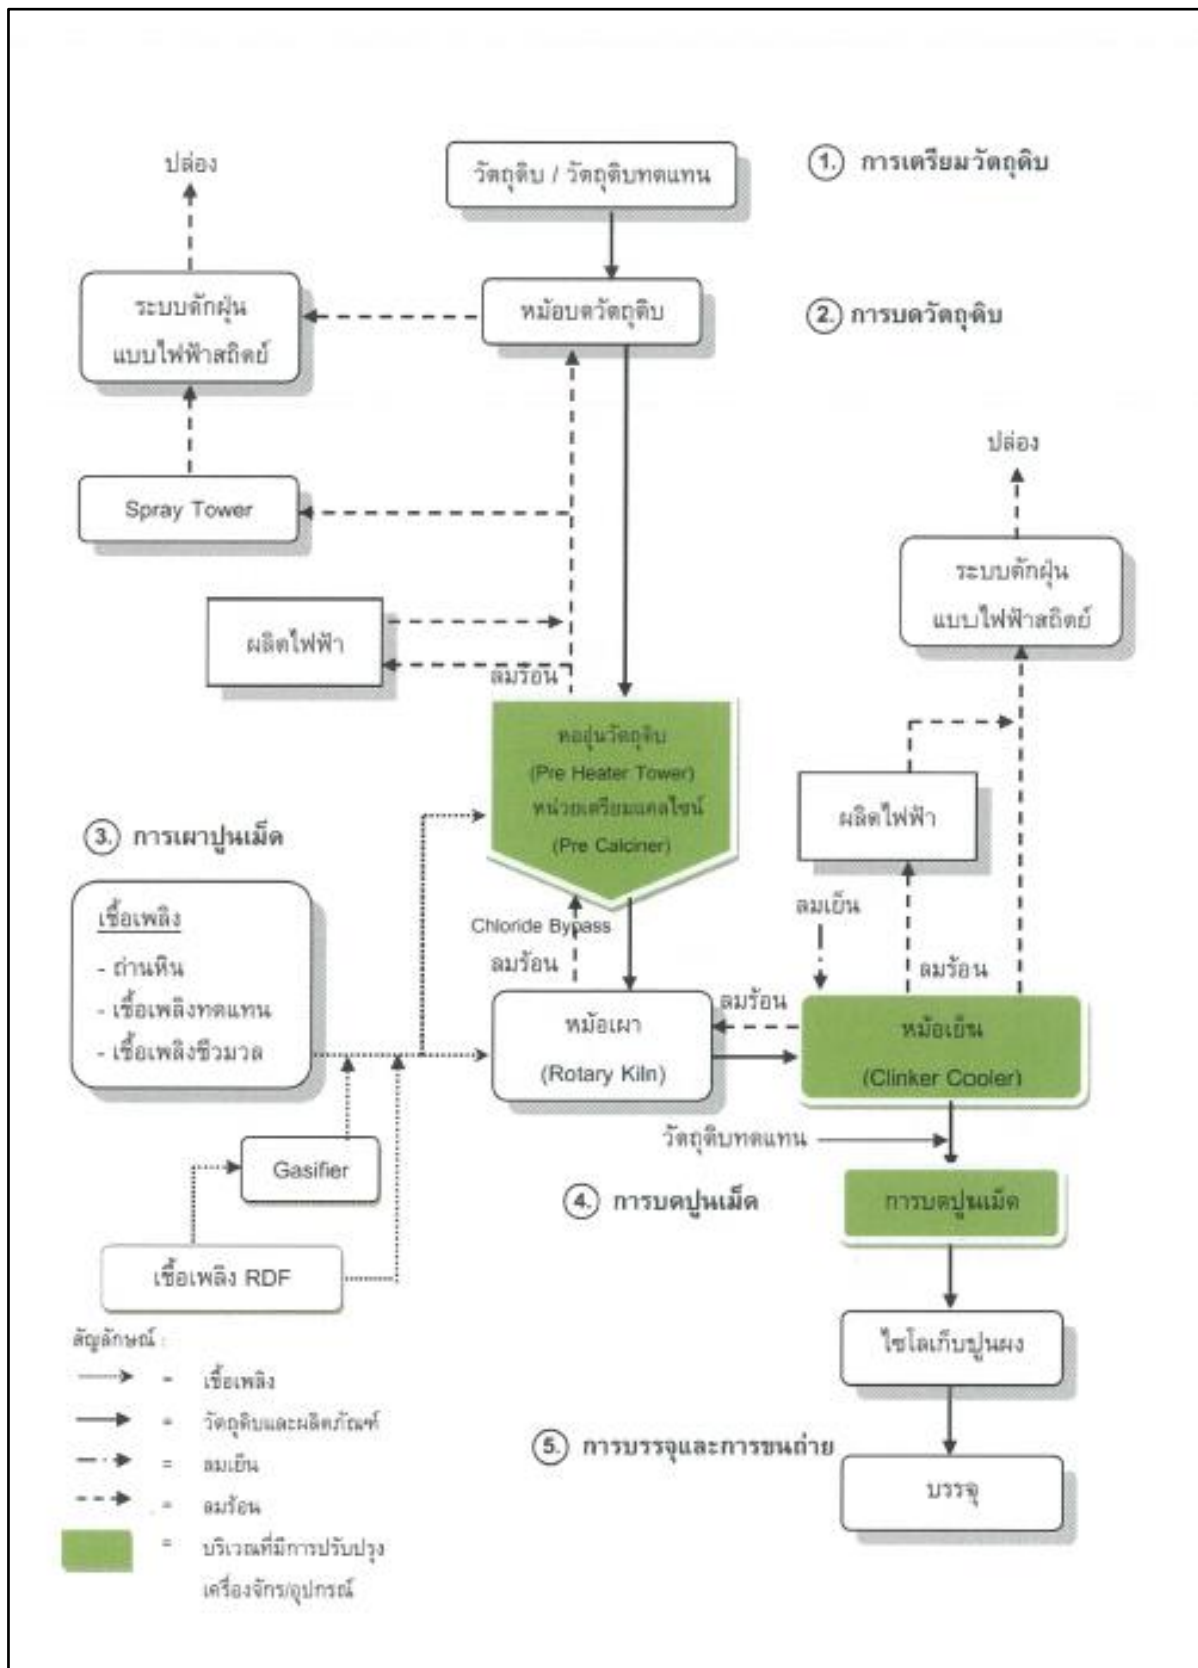 วัตถุดิบ / วัตถุดิบทดแทน
1. การเตรียมวัตถุดิบ
ปล่อง
ระบบดักฝุ่น
แบบไฟฟ้าสถิตย์
หม้อบดวัตถุดิบ
2. การบดวัตถุดิบ
Spray Tower
ปล่อง
ระบบดักฝุ่น
แบบไฟฟ้าสถิตย์
ผลิตไฟฟ้า
ลมร้อน
หออุ่นวัตถุดิบ
(Pre Heater Tower)
หน่วยเตรียมแคลไซน์
(Pre Calciner)
ผลิตไฟฟ้า
3. การเผาปูนเม็ด
เชื้อเพลิง
- ถ่านหิน
- เชื้อเพลิงทดแทน
- เชื้อเพลิงชีวมวล
Chloride Bypass
ลมร้อน
ลมเย็น
ลมร้อน
ลมร้อน
หม้อเผา
(Rotary Kiln)
หม้อเย็น
(Clinker Cooler)
วัตถุดิบทดแทน
Gasifier
4. การบดปูนเม็ด
การบดปูนเม็ด
เชื้อเพลิง RDF
ไซโลเก็บปูนผง
5. การบรรจุและการขนถ่าย
บรรจุ
สัญลักษณ์ :
= เชื้อเพลิง
= วัตถุดิบและผลิตภัณฑ์
= ลมเย็น
= ลมร้อน
= บริเวณที่มีการปรับปรุง
เครื่องจักร/อุปกรณ์